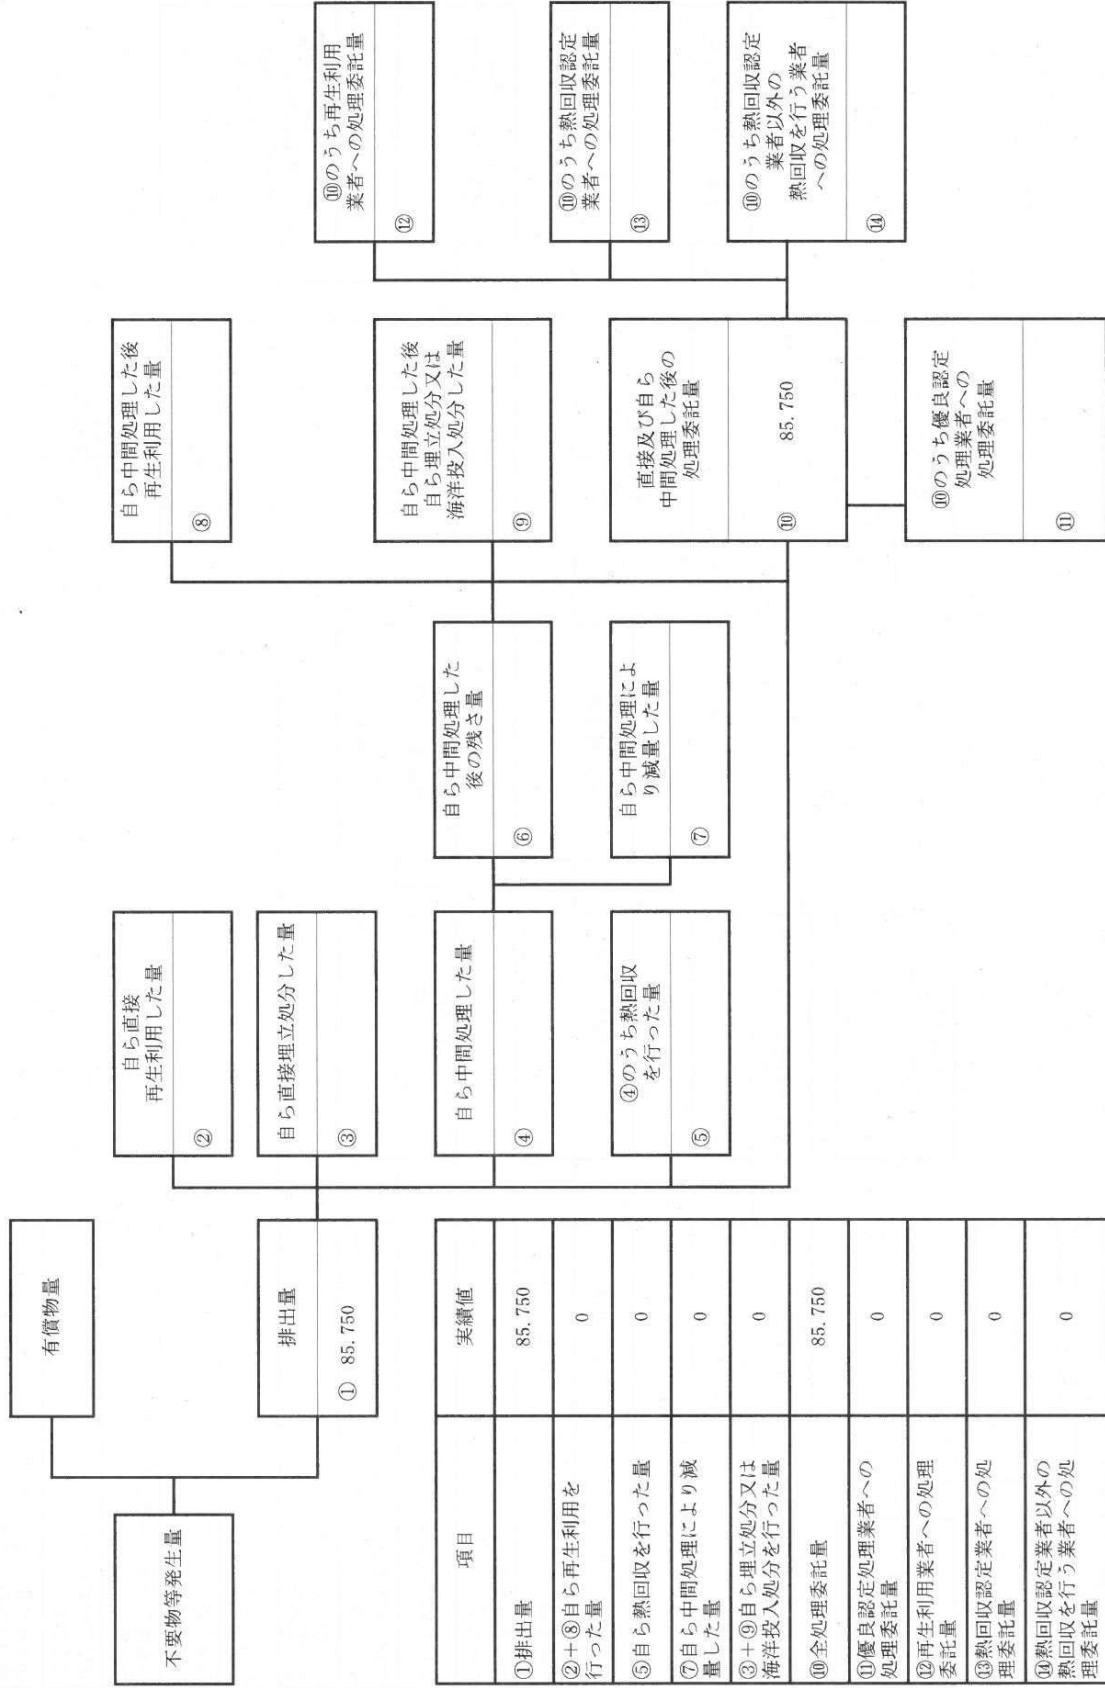 不要物等発生量
有償物量
排出量
① 85.750
自ら直接
再生利用した量
②
自ら直接埋立処分した量
③
自ら中間処理した量
④
④のうち熱回収
を行った量
⑤
自ら中間処理した
後の残さ量
⑥
自ら中間処理によ
り減量した量
⑦
自ら中間処理した後
再生利用した量
⑧
自ら中間処理した後
自ら埋立処分又は
海洋投入処分した量
⑨
直接及び自ら
中間処理した後の
処理委託量
⑩ 85.750
⑩のうち優良認定
処理業者への
処理委託量
⑪
⑩のうち再生利用
業者への処理委託量
⑫
⑩のうち熱回収認定
業者への処理委託量
⑬
⑩のうち熱回収認定
業者以外の
熱回収を行う業者
への処理委託量
⑭
項目 実績値
①排出量 85.750
②+⑧自ら再生利用を
行った量 0
⑤自ら熱回収を行った量 0
⑦自ら中間処理により減
量した量 0
③+⑨自ら埋立処分又は
海洋投入処分を行った量 0
⑩全処理委託量 85.750
⑪優良認定処理業者への
処理委託量 0
⑫再生利用業者への処理
委託量 0
⑬熱回収認定業者への処
理委託量 0
⑭熱回収認定業者以外の
熱回収を行う業者への処
理委託量 0